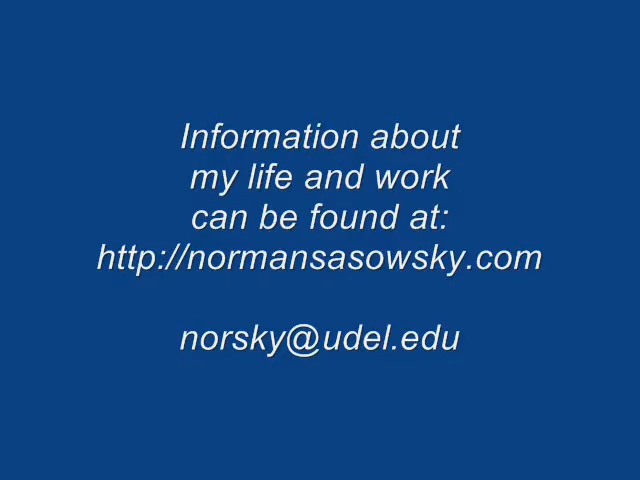 Information about
my life and work
can be found at:
http://normansasowsky.com
norsky@udel.edu